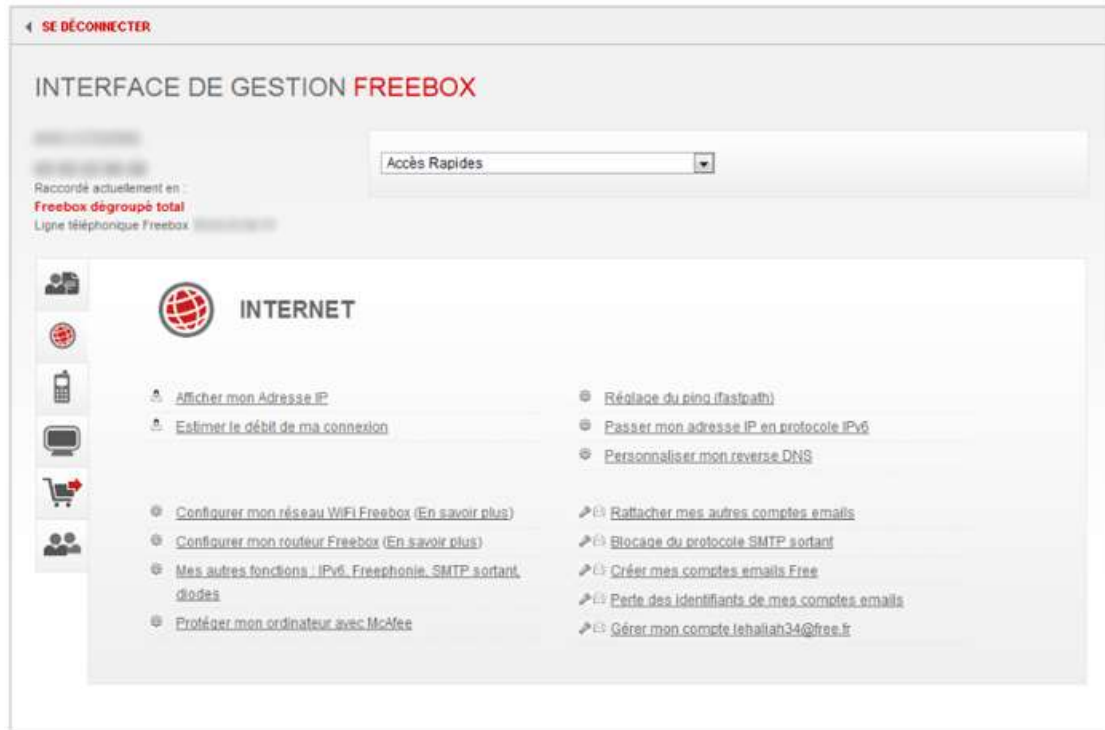 SE DÉCONNECTER
INTERFACE DE GESTION FREEBOX
Accès Rapides
Raccordé actuellement en :
Freebox dégroupé total
Ligne téléphonique Freebox
INTERNET
Afficher mon Adresse IP
Estimer le débit de ma connexion
Réglage du ping (fastpath)
Passer mon adresse IP en protocole IPv6
Personnaliser mon reverse DNS
Configurer mon réseau WiFi Freebox (En savoir plus)
Configurer mon routeur Freebox (En savoir plus)
Mes autres fonctions : IPv6, Freephonie, SMTP sortant,
diodes
Protéger mon ordinateur avec McAfee
Rattacher mes autres comptes emails
Blocage du protocole SMTP sortant
Créer mes comptes emails Free
Perte des identifiants de mes comptes emails
Gérer mon compte lehaliah34@free.fr